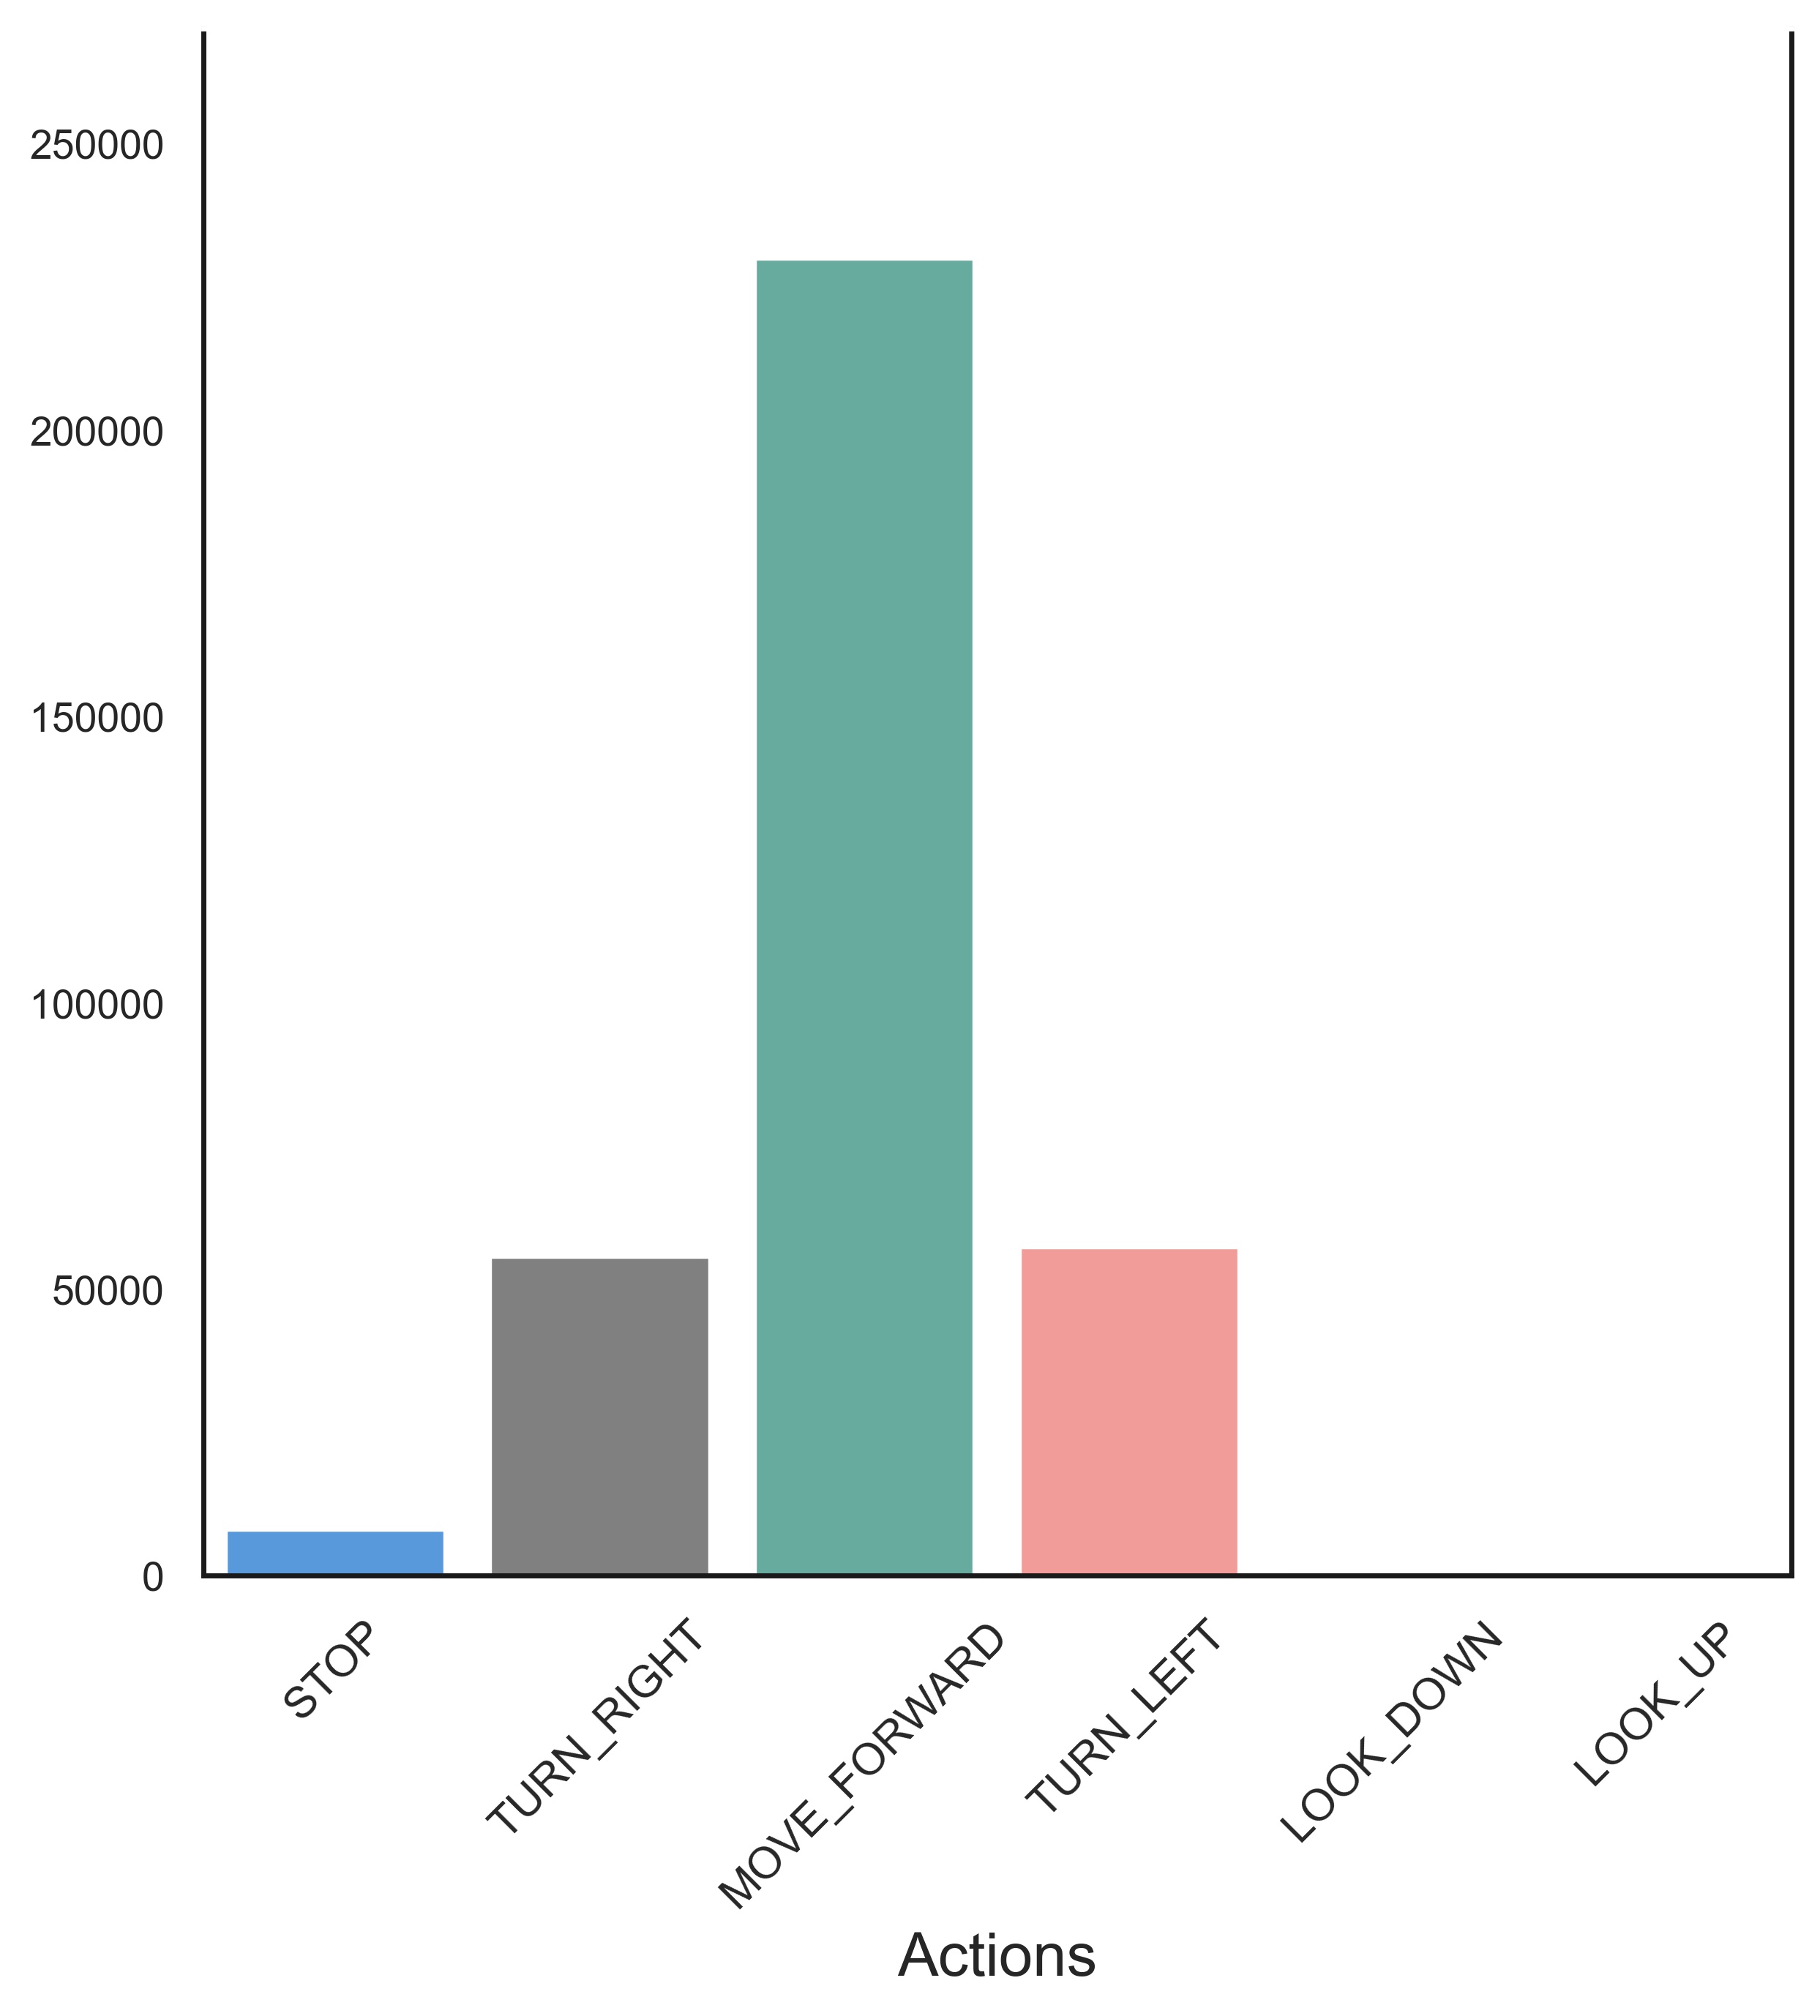 250000
200000
150000
100000
50000
0
STOP
TURN_RIGHT
MOVE_FORWARD
TURN_LEFT
LOOK_DOWN
LOOK_UP
Actions